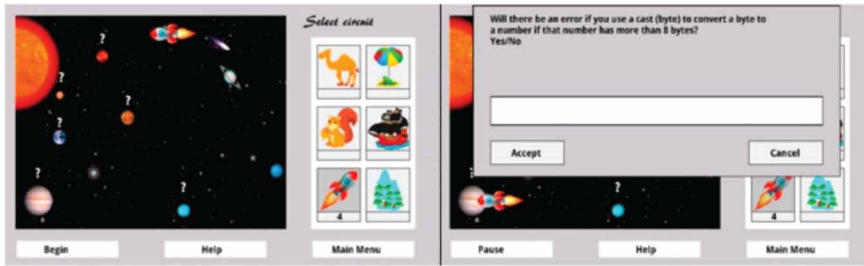 Select circuit
?
?
?
?
?
?
4
Begin
Help
Main Menu
Will there be an error if you use a cast (byte) to convert a byte to
a number if that number has more than 8 bytes?
Yes/No
Accept
Cancel
?
?
4
Pause
Help
Main Menu